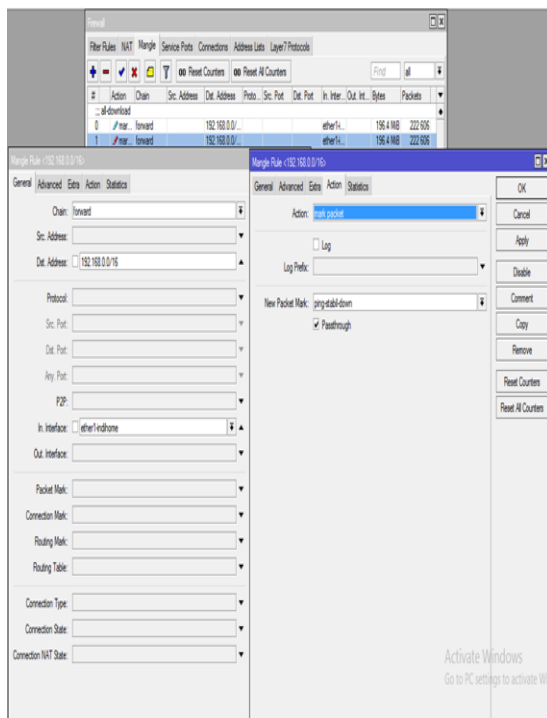 Firewall
Filter Rules NAT Mangle Service Ports Connections Address Lists Layer7 Protocols
00 Reset Counters 00 Reset All Counters Find all
# Action Chain Src. Address Dst. Address Proto... Src. Port Dst. Port In. Inter... Out. Int... Bytes Packets
::: all-download
0 mar... forward 192.168.0.0/... ether1-i... 196.4 MiB 222 606
1 mar... forward 192.168.0.0/... ether1-i... 196.4 MiB 222 606
Mangle Rule <192.168.0.0/16>
General Advanced Extra Action Statistics
Chain: forward
Src. Address:
Dst. Address: 192.168.0.0/16
Protocol:
Src. Port:
Dst. Port:
Any. Port:
P2P:
In. Interface: ether1-indihome
Out. Interface:
Packet Mark:
Connection Mark:
Routing Mark:
Routing Table:
Connection Type:
Connection State:
Connection NAT State:
Mangle Rule <192.168.0.0/16>
General Advanced Extra Action Statistics
Action: mark packet
Log
Log Prefix:
New Packet Mark: ping-stabil-down
Passthrough
OK
Cancel
Apply
Disable
Comment
Copy
Remove
Reset Counters
Reset All Counters
Activate Windows
Go to PC settings to activate Wi